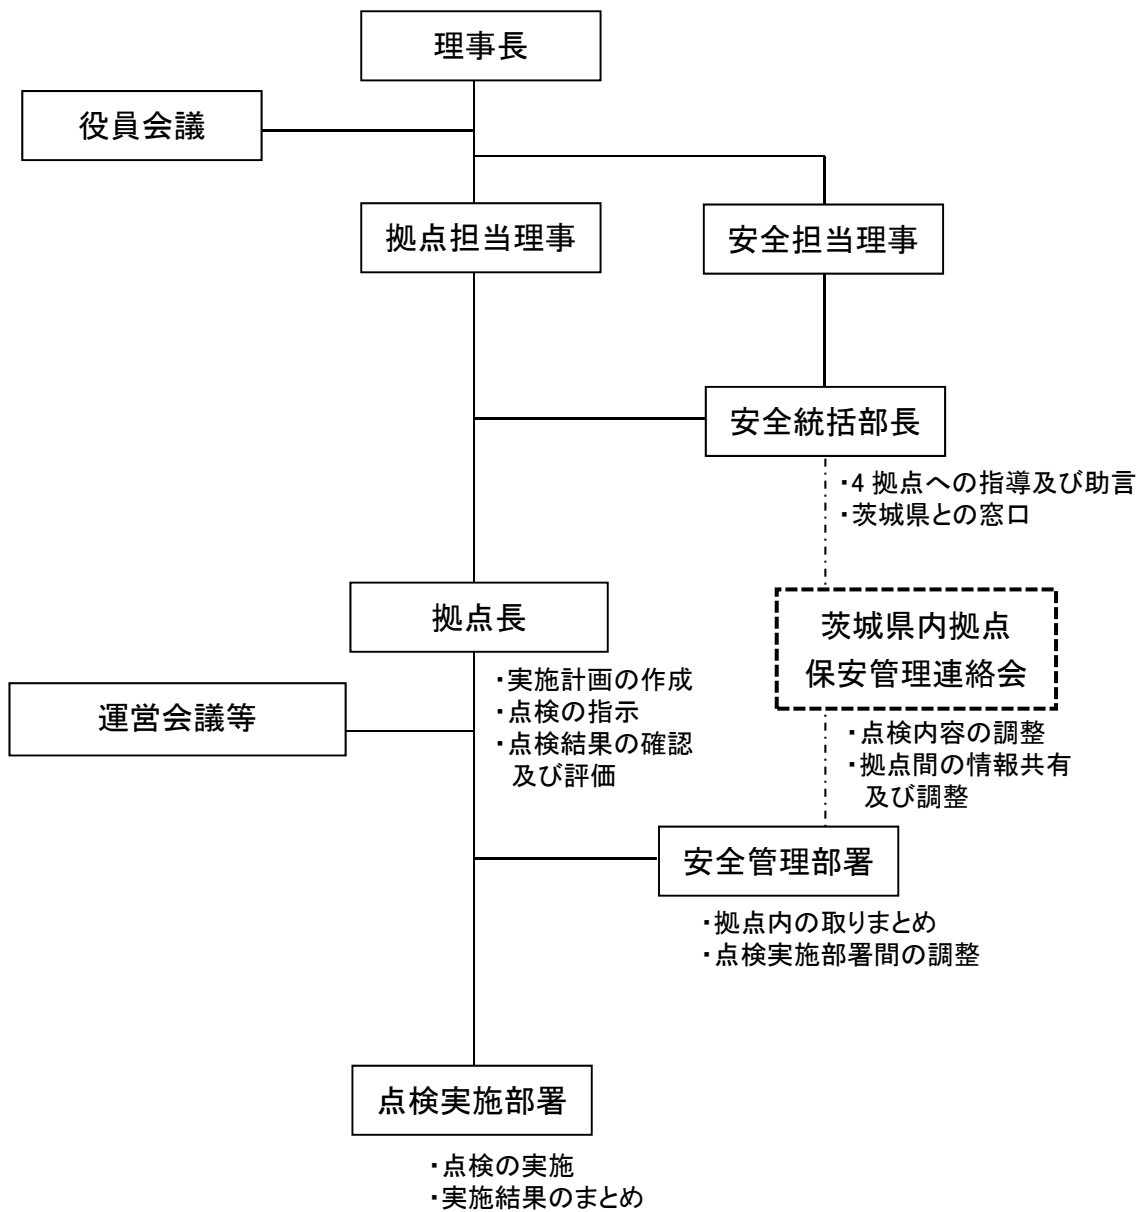 理事長
役員会議
拠点担当理事
安全担当理事
安全統括部長
・4 拠点への指導及び助言
・茨城県との窓口
拠点長
・実施計画の作成
・点検の指示
・点検結果の確認
及び評価
茨城県内拠点
保安管理連絡会
・点検内容の調整
・拠点間の情報共有
及び調整
運営会議等
安全管理部署
・拠点内の取りまとめ
・点検実施部署間の調整
点検実施部署
・点検の実施
・実施結果のまとめ